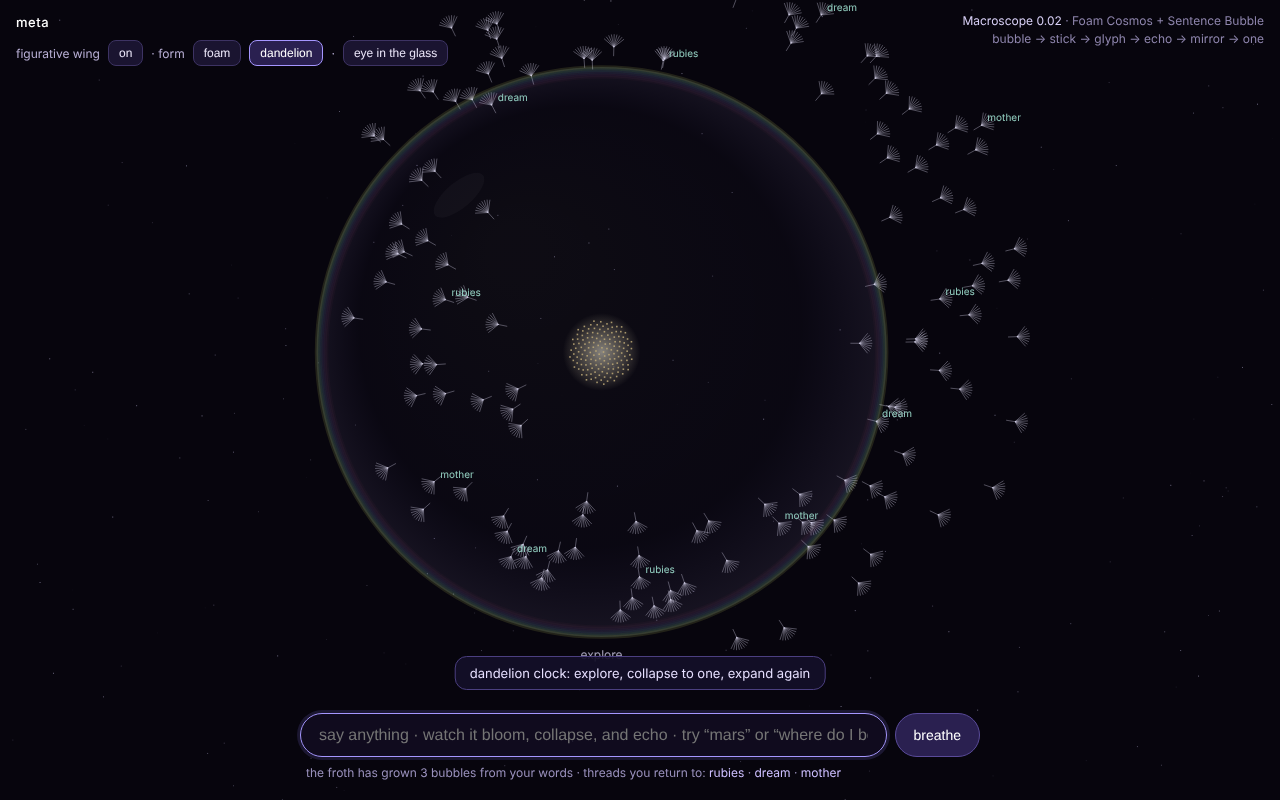 meta
Macroscope 0.02 · Foam Cosmos + Sentence Bubble
figurative wing on · form foam dandelion · eye in the glass
bubble → stick → glyph → echo → mirror → one
dream
rubies
dream
mother
rubies
rubies
dream
mother
mother
dream
rubies
explore
dandelion clock: explore, collapse to one, expand again
say anything · watch it bloom, collapse, and echo · try “mars” or “where do I b
breathe
the froth has grown 3 bubbles from your words · threads you return to: rubies · dream · mother